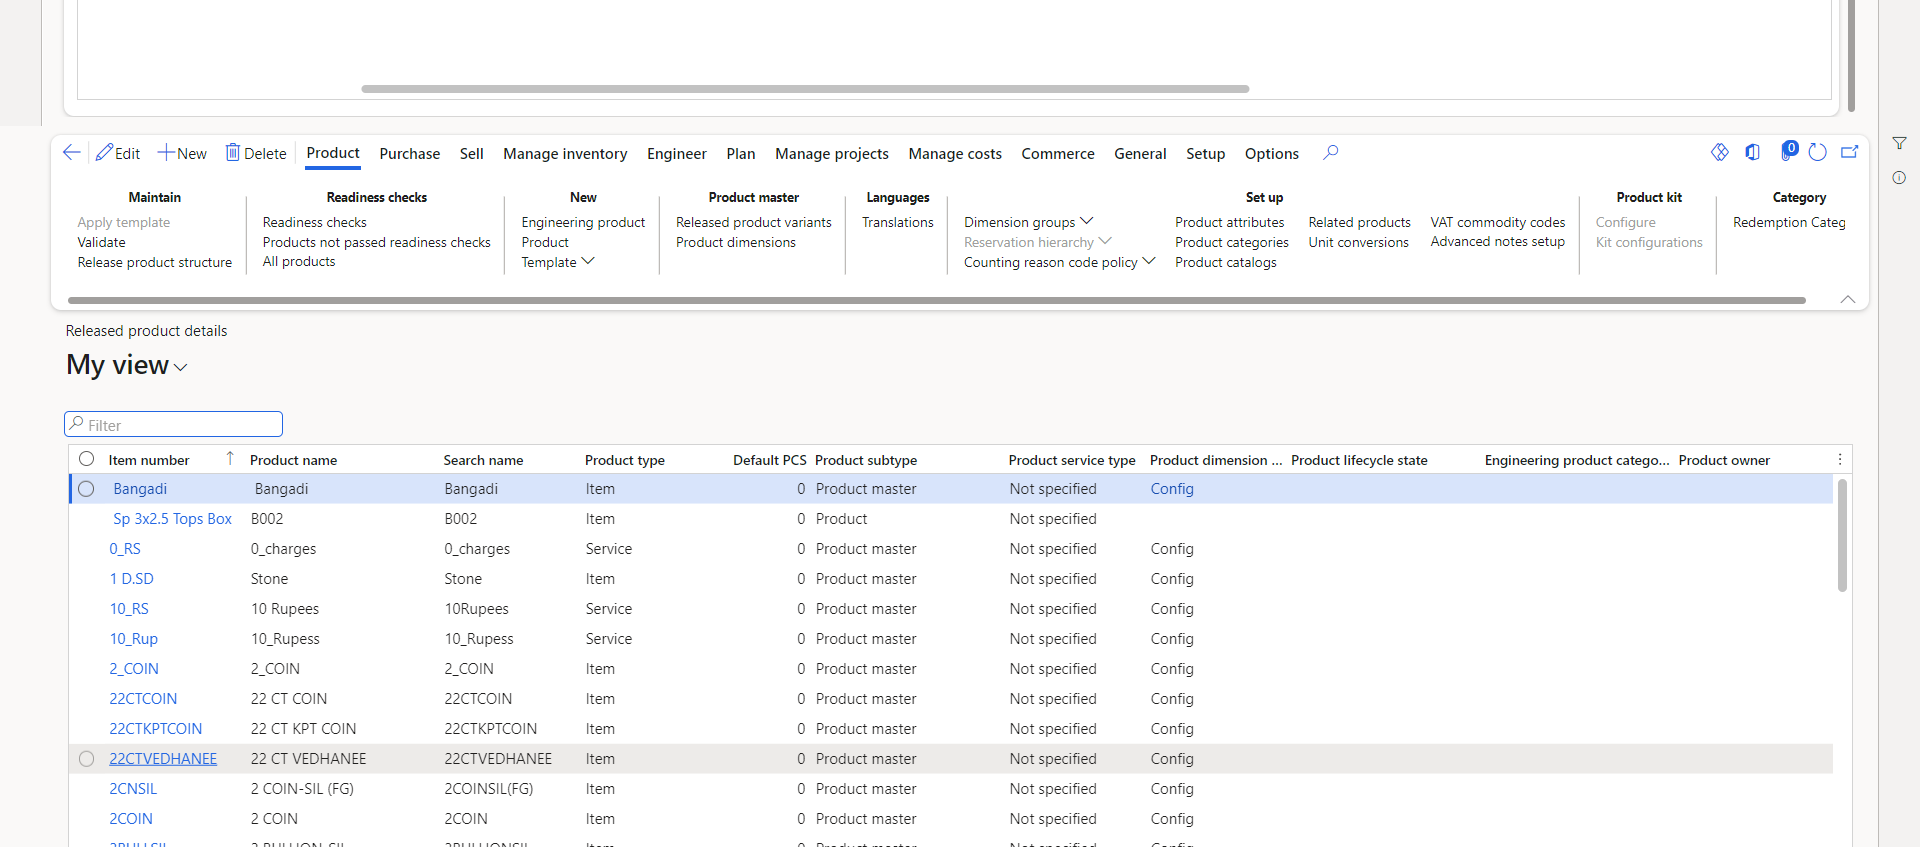 Edit New Delete Product Purchase Sell Manage inventory Engineer Plan Manage projects Manage costs Commerce General Setup Options 0
Maintain Readiness checks New Product master Languages Set up Product kit Category
Apply template Readiness checks Engineering product Released product variants Translations Dimension groups Product attributes Related products VAT commodity codes Configure Redemption Categ
Validate Products not passed readiness checks Product Product dimensions Reservation hierarchy Product categories Unit conversions Advanced notes setup Kit configurations
Release product structure All products Template Counting reason code policy Product catalogs
Released product details
My view
Filter
Item number Product name Search name Product type Default PCS Product subtype Product service type Product dimension ... Product lifecycle state Engineering product catego... Product owner
Bangadi Bangadi Bangadi Item 0 Product master Not specified Config
Sp 3x2.5 Tops Box B002 B002 Item 0 Product Not specified
0_RS 0_charges 0_charges Service 0 Product master Not specified Config
1 D.SD Stone Stone Item 0 Product master Not specified Config
10_RS 10 Rupees 10Rupees Service 0 Product master Not specified Config
10_Rup 10_Rupess 10_Rupess Service 0 Product master Not specified Config
2_COIN 2_COIN 2_COIN Item 0 Product master Not specified Config
22CTCOIN 22 CT COIN 22CTCOIN Item 0 Product master Not specified Config
22CTKPTCOIN 22 CT KPT COIN 22CTKPTCOIN Item 0 Product master Not specified Config
22CTVEDHANEE 22 CT VEDHANEE 22CTVEDHANEE Item 0 Product master Not specified Config
2CNSIL 2 COIN-SIL (FG) 2COINSIL(FG) Item 0 Product master Not specified Config
2COIN 2 COIN 2COIN Item 0 Product master Not specified Config